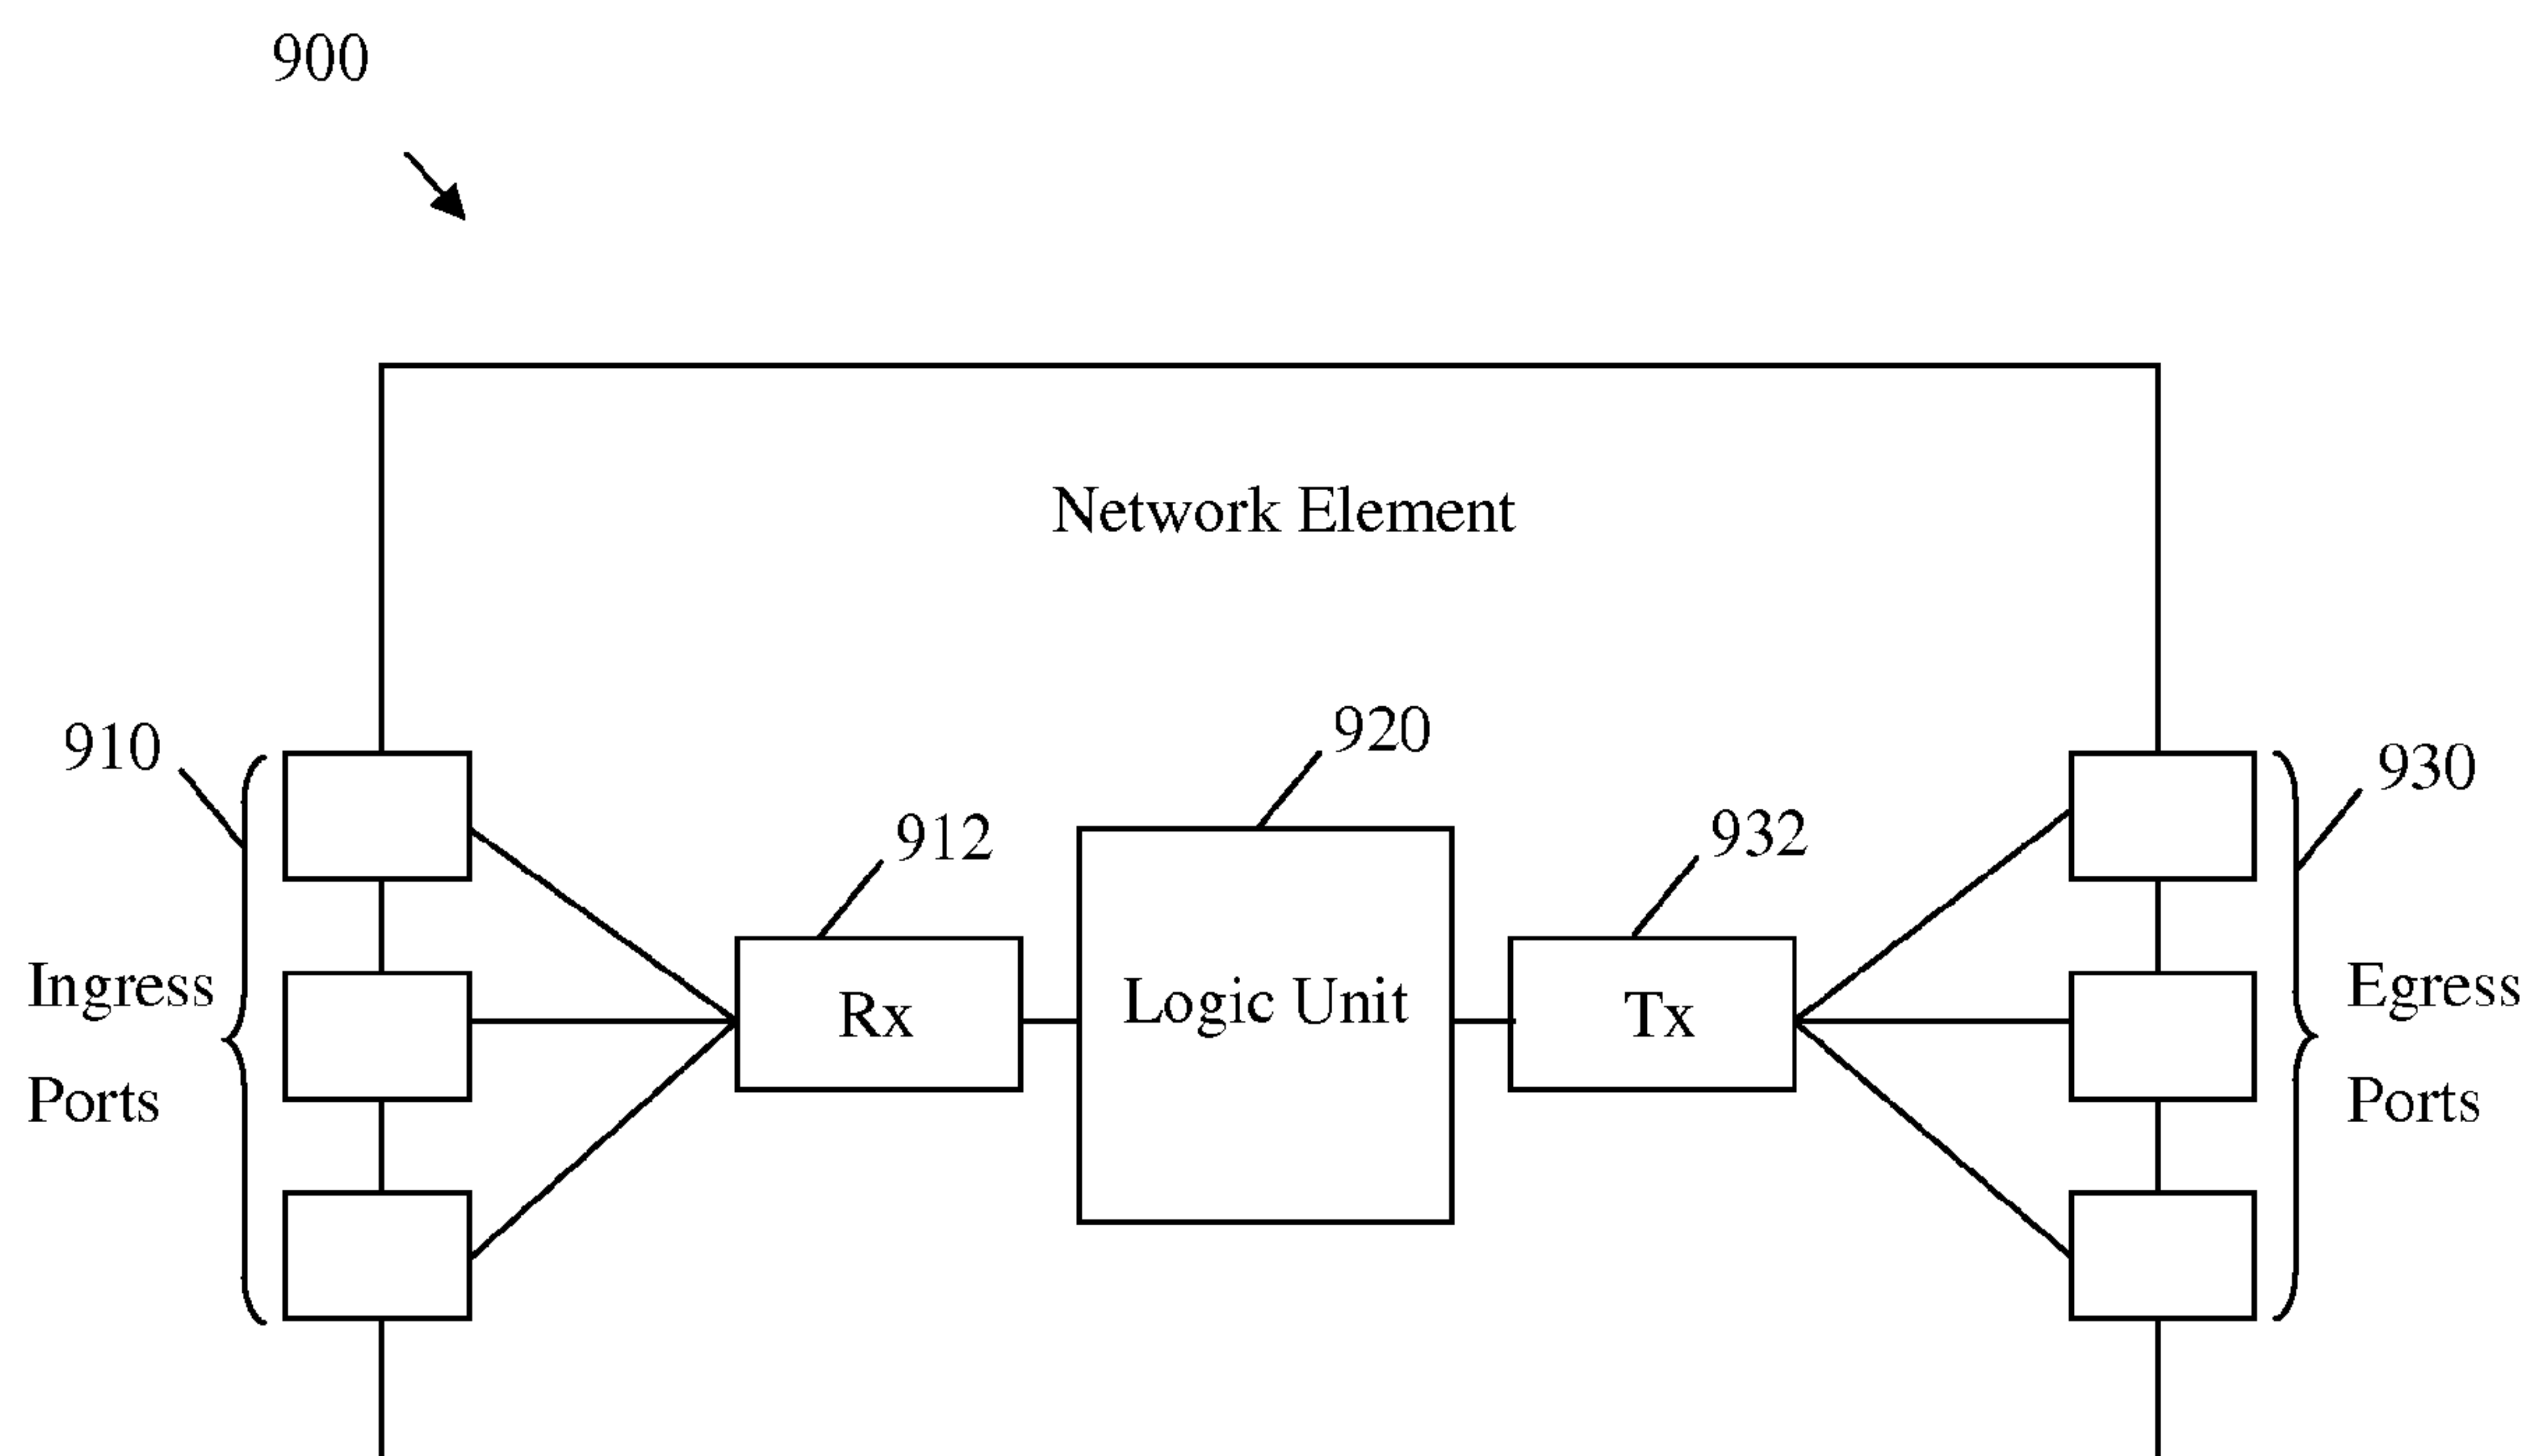 900
Network Element
910
920
930
912
932
Ingress
Ports
Rx
Logic Unit
Tx
Egress
Ports